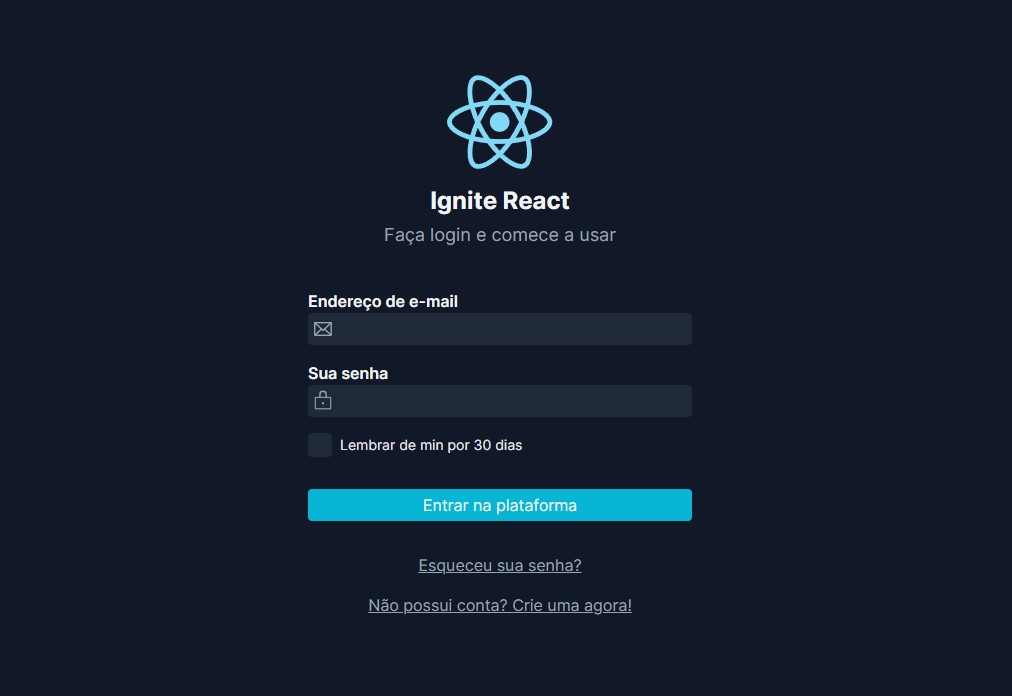 Ignite React
Faça login e comece a usar
Endereço de e-mail
Sua senha
Lembrar de min por 30 dias
Entrar na plataforma
Esqueceu sua senha?
Não possui conta? Crie uma agora!